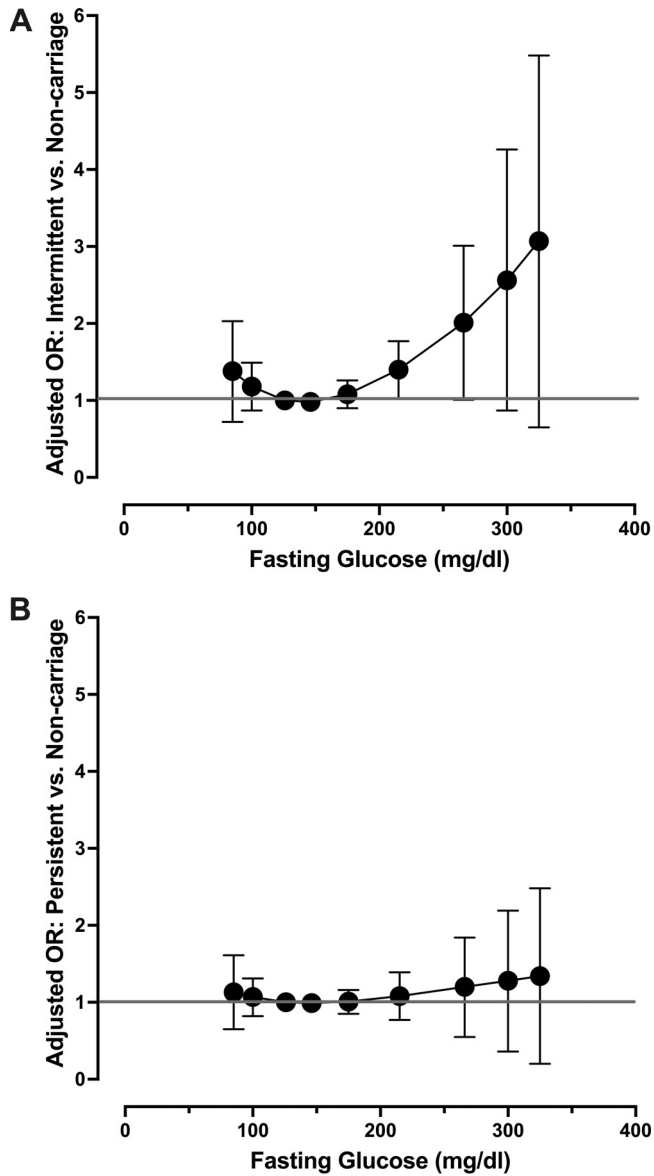 A
Adjusted OR: Intermittent vs. Non-carriage
6
5
4
3
2
1
0
0 100 200 300 400
Fasting Glucose (mg/dl)
B
Adjusted OR: Persistent vs. Non-carriage
6
5
4
3
2
1
0
0 100 200 300 400
Fasting Glucose (mg/dl)